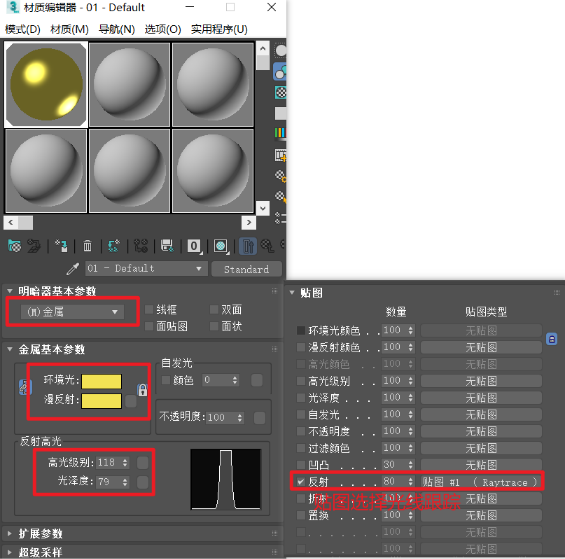 材质编辑器 - 01 - Default
模式(D) 材质(M) 导航(N) 选项(O) 实用程序(U)
0
01 - Default
Standard
明暗器基本参数
(M)金属
线框
双面
面贴图
面状
金属基本参数
环境光:
漫反射:
自发光
颜色 0
不透明度: 100
反射高光
高光级别: 118
光泽度: 79
扩展参数
超级采样
贴图
数量 贴图类型
环境光颜色 . . 100 无贴图
漫反射颜色 . . 100 无贴图
高光颜色 . . 100 无贴图
高光级别 . . 100 无贴图
光泽度 . . . 100 无贴图
自发光 . . . 100 无贴图
不透明度 . . 100 无贴图
过滤颜色 . . 100 无贴图
凹凸 . . . . 30 无贴图
反射 . . . . 80 贴图 #1 ( Raytrace )
贴图选择光线跟踪
折射 . . . . 100 无贴图
置换 . . . . 100 无贴图